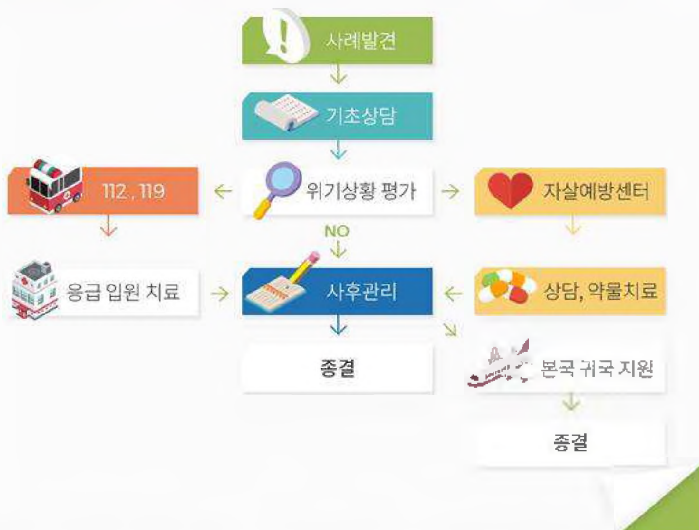 사례발견
기초상담
112, 119
위기상황 평가
자살예방센터
NO
응급 입원 치료
사후관리
상담, 약물치료
종결
본국 귀국 지원
종결